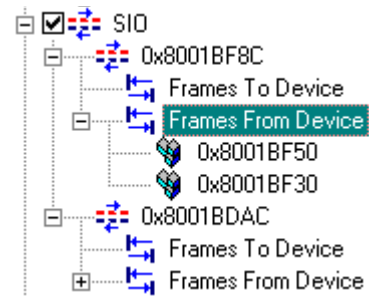 SIO
0x8001BF8C
Frames To Device
Frames From Device
0x8001BF50
0x8001BF30
0x8001BDAC
Frames To Device
Frames From Device